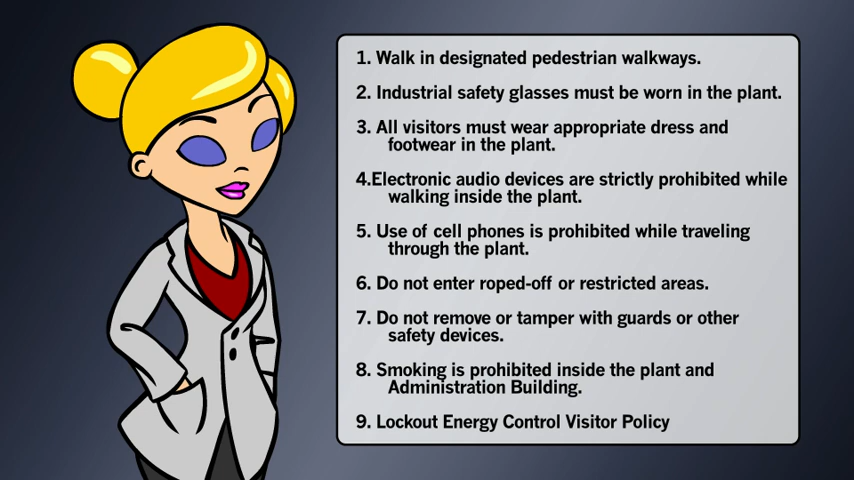 1. Walk in designated pedestrian walkways.
2. Industrial safety glasses must be worn in the plant.
3. All visitors must wear appropriate dress and
footwear in the plant.
4.Electronic audio devices are strictly prohibited while
walking inside the plant.
5. Use of cell phones is prohibited while traveling
through the plant.
6. Do not enter roped-off or restricted areas.
7. Do not remove or tamper with guards or other
safety devices.
8. Smoking is prohibited inside the plant and
Administration Building.
9. Lockout Energy Control Visitor Policy